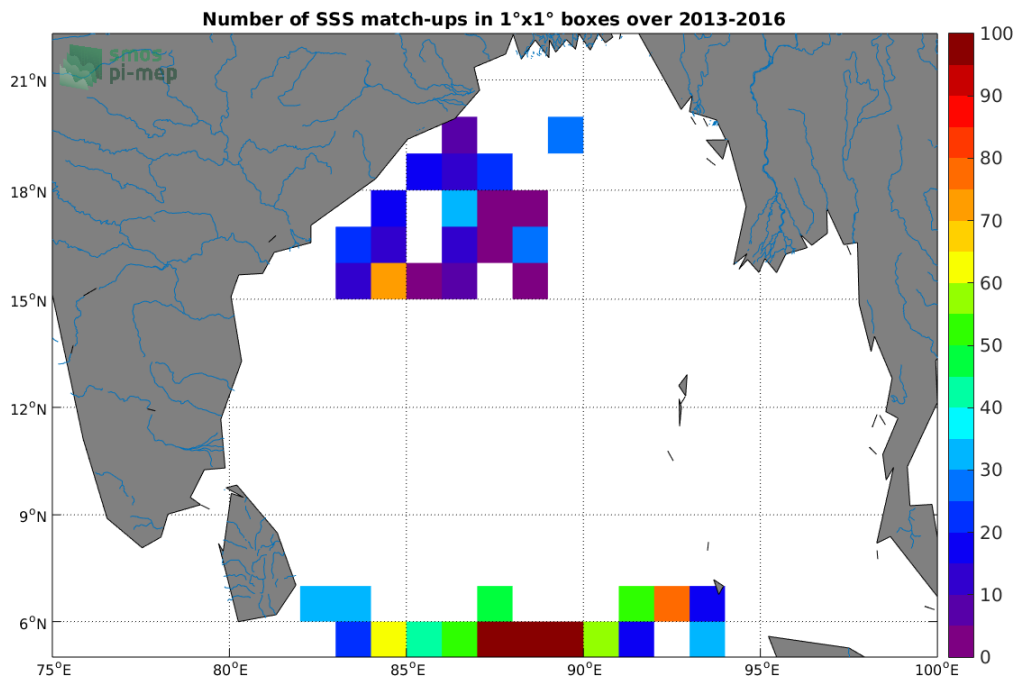 Number of SSS match-ups in 1°x1° boxes over 2013-2016
smos
pi-mep
21°N
18°N
15°N
12°N
9°N
6°N
75°E
80°E
85°E
90°E
95°E
100°E
100
90
80
70
60
50
40
30
20
10
0